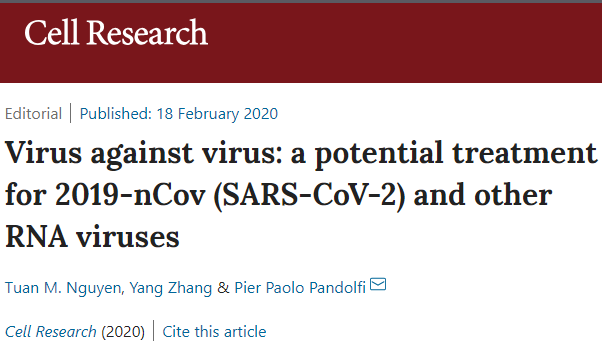 Cell Research
Editorial | Published: 18 February 2020
Virus against virus: a potential treatment
for 2019-nCov (SARS-CoV-2) and other
RNA viruses
Tuan M. Nguyen, Yang Zhang & Pier Paolo Pandolfi
Cell Research (2020) | Cite this article